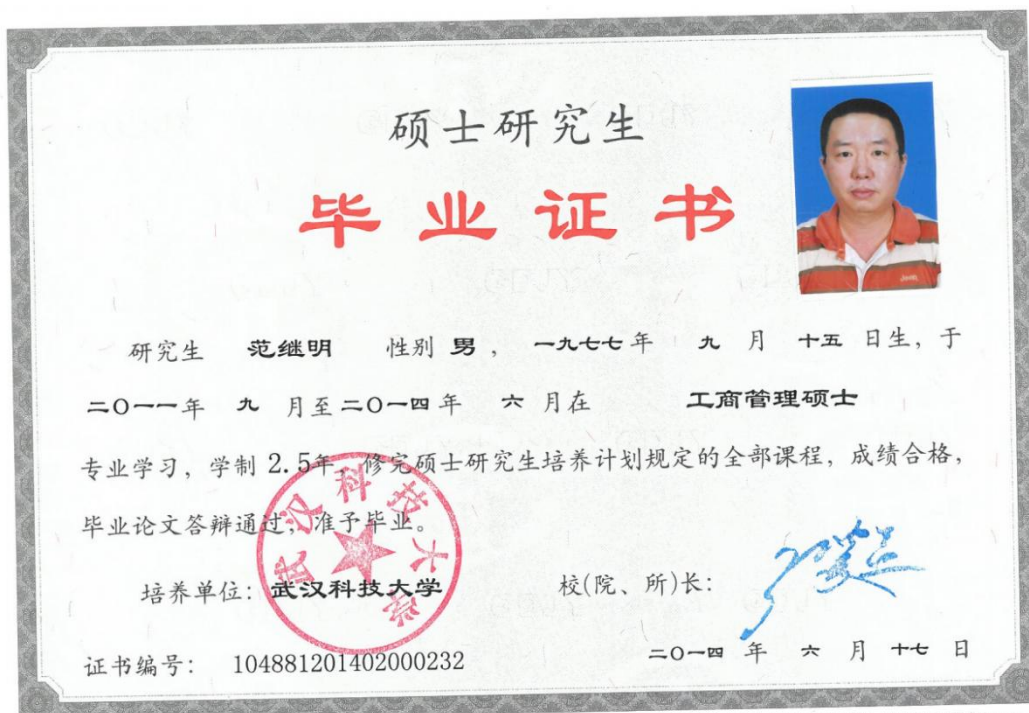 硕士研究生
毕业证书
研究生 范继明 性别 男， 一九七七年 九 月 十五 日生，于
二〇一一年 九 月至二〇一四年 六 月在 工商管理硕士
专业学习，学制 2.5年，修完硕士研究生培养计划规定的全部课程，成绩合格，
毕业论文答辩通过，准予毕业。
武汉科技大学
培养单位：武汉科技大学 校(院、所)长：
证书编号： 104881201402000232 二〇一四 年 六 月 十七 日